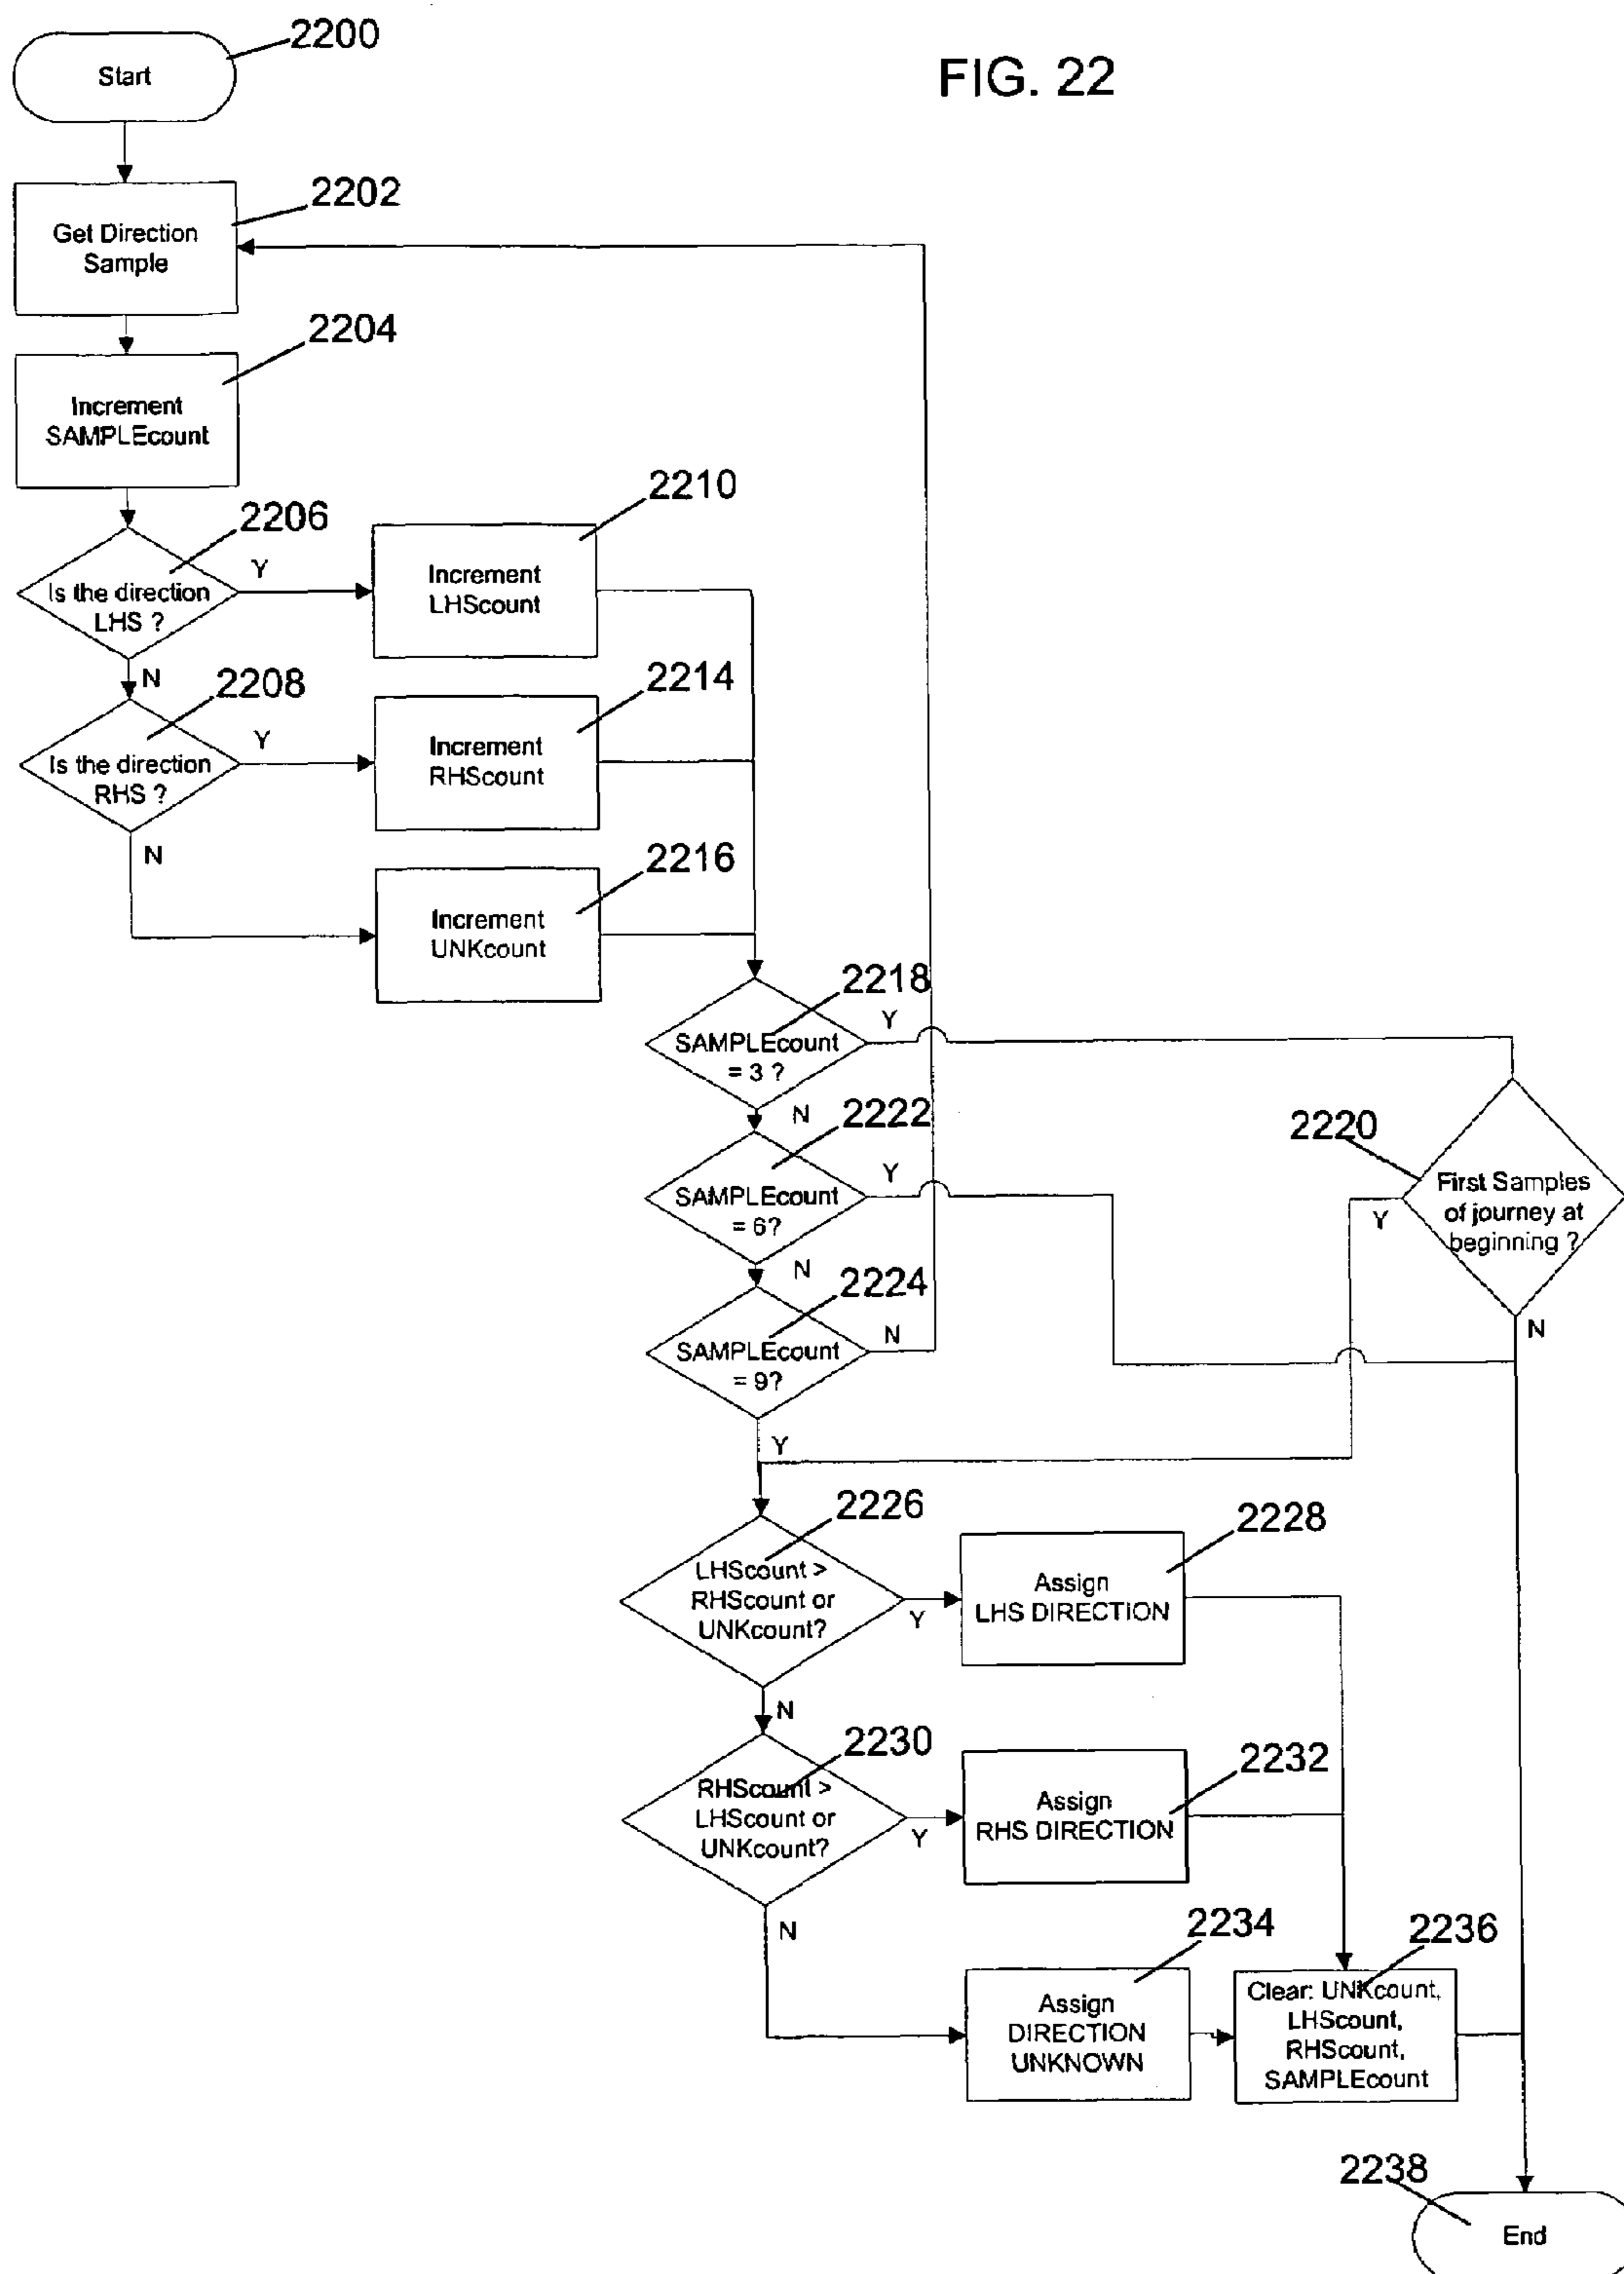 2200
Start
FIG. 22
2202
Get Direction
Sample
2204
Increment
SAMPLEcount
2206
Is the direction
LHS ?
Y
N
2210
Increment
LHScount
2208
Is the direction
RHS ?
Y
N
2214
Increment
RHScount
2216
Increment
UNKcount
2218
SAMPLEcount
= 3 ?
Y
N
2220
First Samples
of journey at
beginning ?
Y
N
2222
SAMPLEcount
= 6?
Y
N
2224
SAMPLEcount
= 9?
N
Y
2226
LHScount >
RHScount or
UNKcount?
Y
N
2228
Assign
LHS DIRECTION
2230
RHScount >
LHScount or
UNKcount?
Y
N
2232
Assign
RHS DIRECTION
2234
Assign
DIRECTION
UNKNOWN
2236
Clear: UNKcount,
LHScount,
RHScount,
SAMPLEcount
2238
End